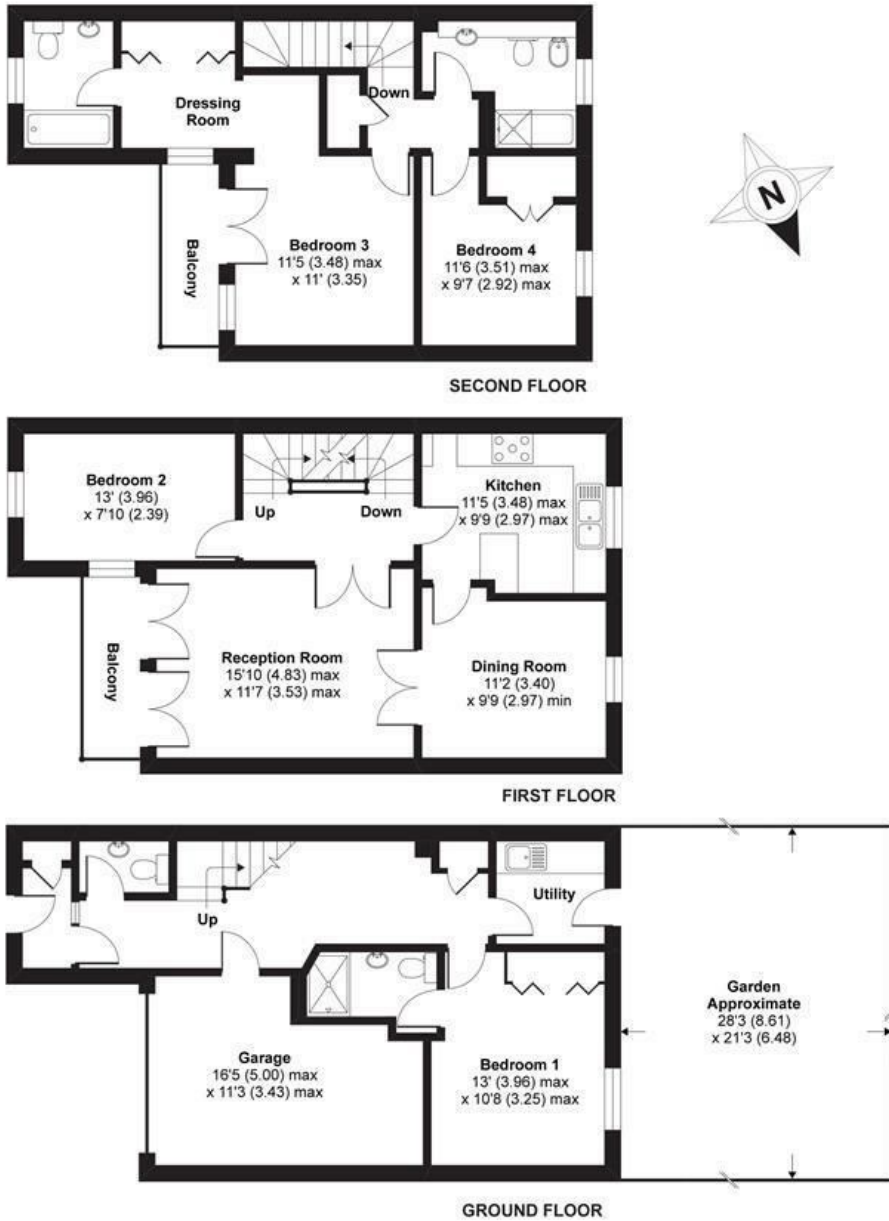 Dressing
Room
Down
Balcony
Bedroom 3
11'5 (3.48) max
x 11' (3.35)
Bedroom 4
11'6 (3.51) max
x 9'7 (2.92) max
N
SECOND FLOOR
Bedroom 2
13' (3.96)
x 7'10 (2.39)
Up
Down
Kitchen
11'5 (3.48) max
x 9'9 (2.97) max
Balcony
Reception Room
15'10 (4.83) max
x 11'7 (3.53) max
Dining Room
11'2 (3.40)
x 9'9 (2.97) min
FIRST FLOOR
Up
Utility
Garage
16'5 (5.00) max
x 11'3 (3.43) max
Bedroom 1
13' (3.96) max
x 10'8 (3.25) max
Garden
Approximate
28'3 (8.61)
x 21'3 (6.48)
GROUND FLOOR